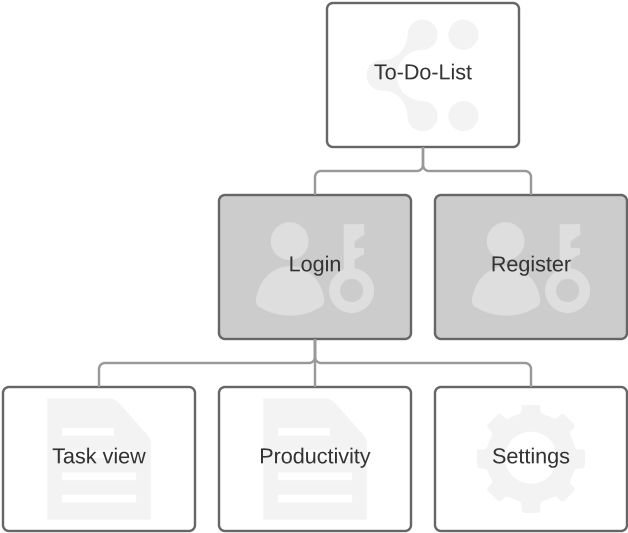 To-Do-List
Login
Register
Task view
Productivity
Settings